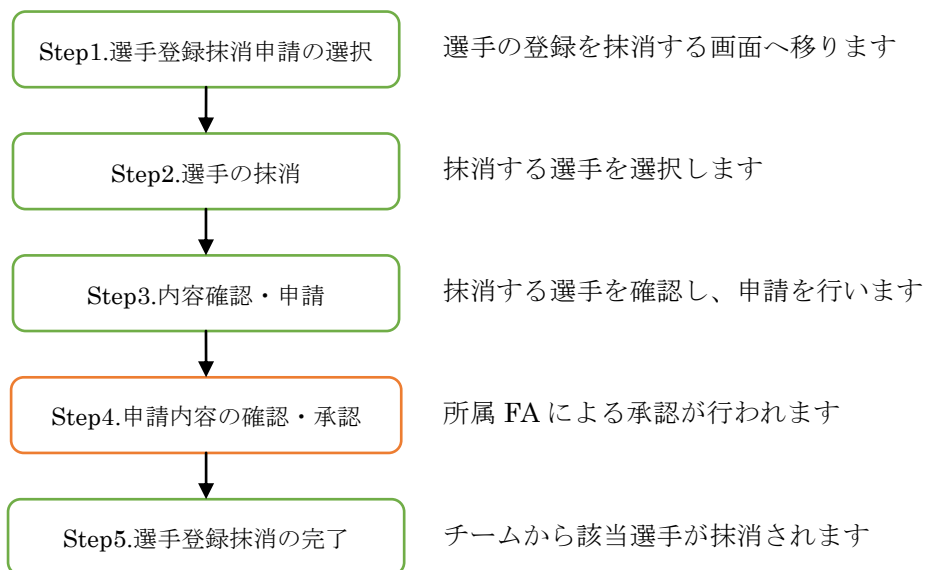 Step1.選手登録抹消申請の選択
選手の登録を抹消する画面へ移ります
Step2.選手の抹消
抹消する選手を選択します
Step3.内容確認・申請
抹消する選手を確認し、申請を行います
Step4.申請内容の確認・承認
所属 FA による承認が行われます
Step5.選手登録抹消の完了
チームから該当選手が抹消されます